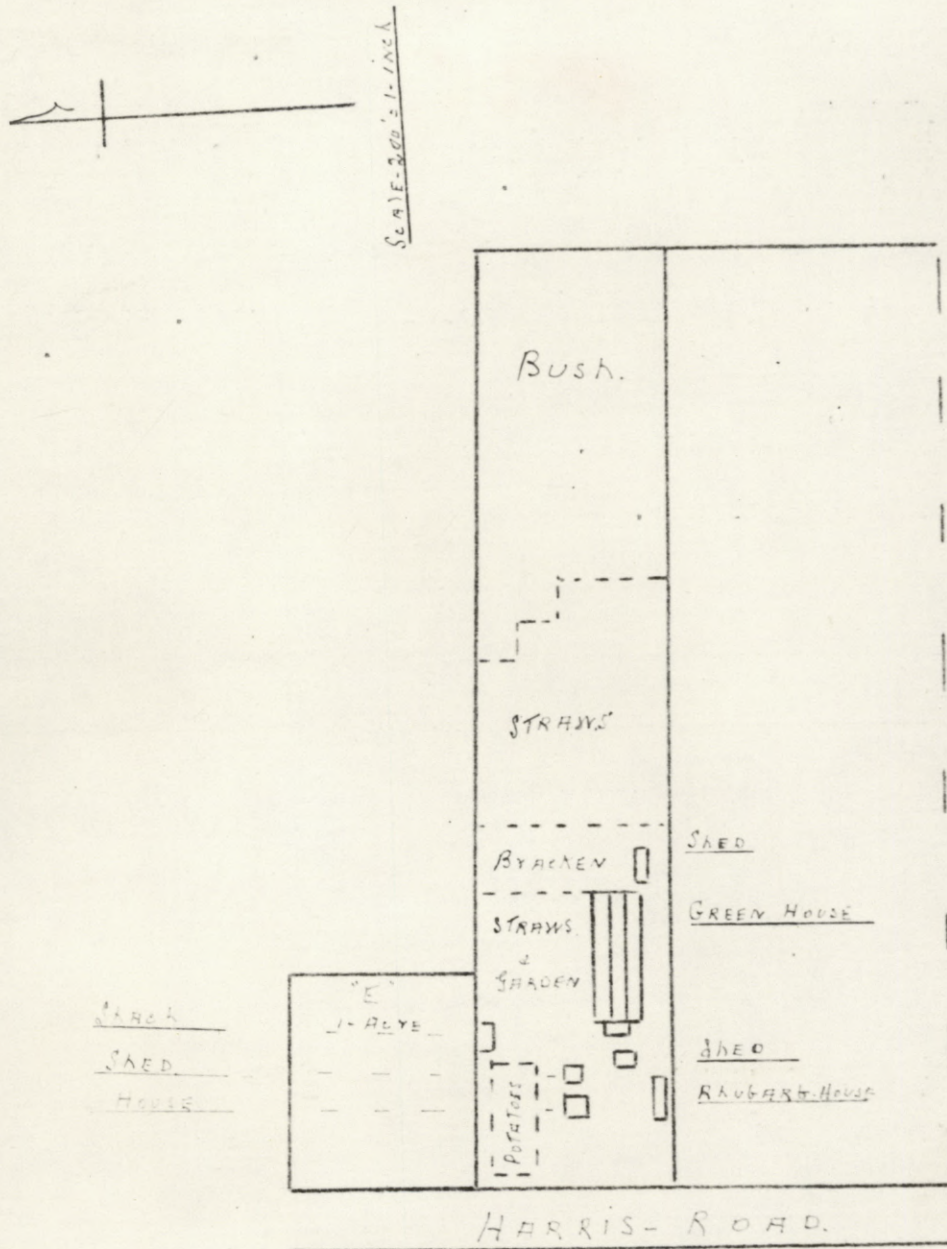 SCALE-200'=1-INCH
Bush.
STRAWS
BrACKEN
SHED
STRAWS
&
GARDEN
GREEN HOUSE
"E"
1-ACrE
SHACK
SHED
HOUSE
POTATOES
SHED
RHUBARB-HOUSE
HARRIS-ROAD.